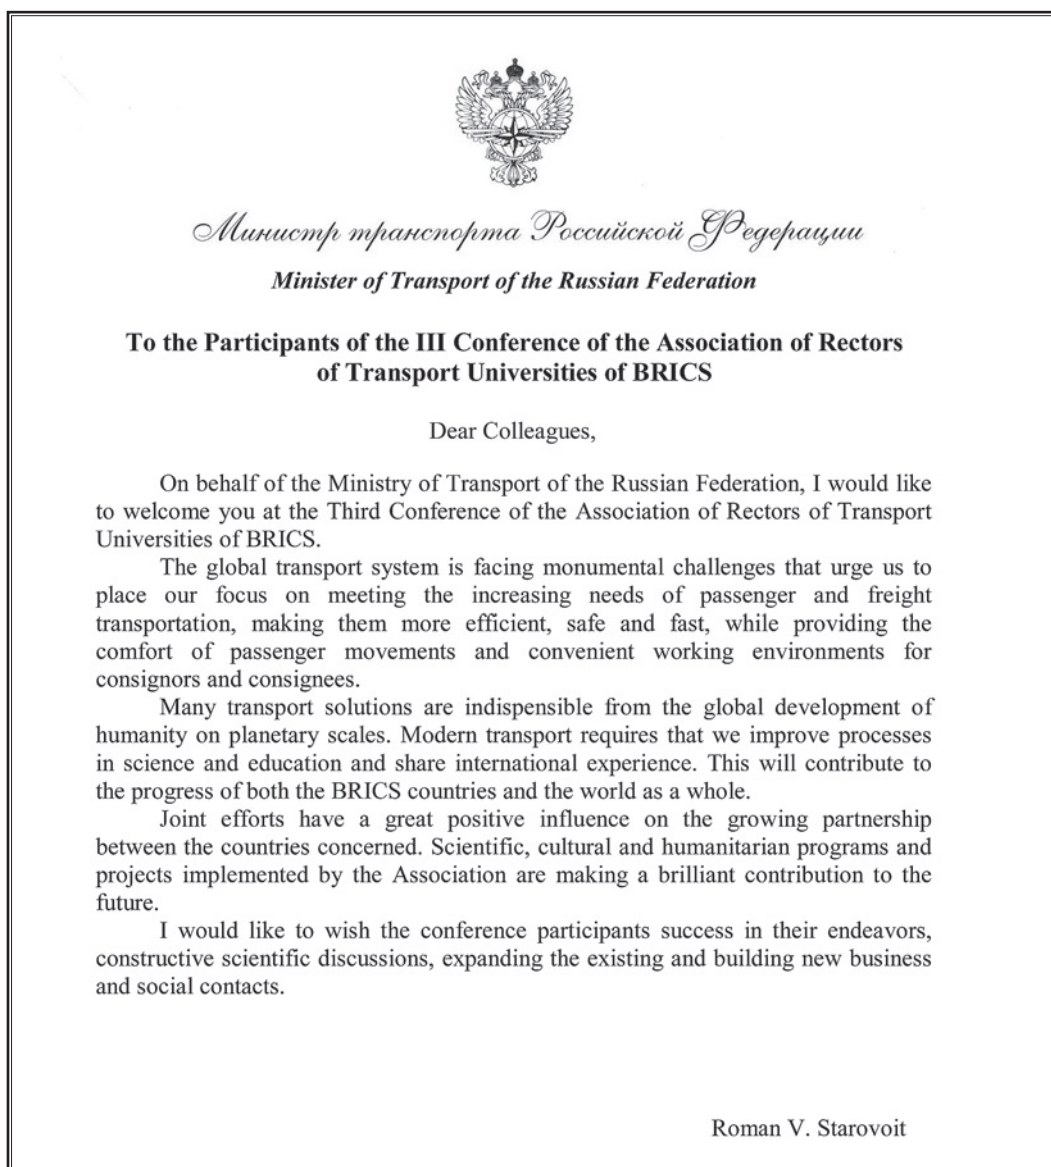 Министр транспорта Российской Федерации
Minister of Transport of the Russian Federation
To the Participants of the III Conference of the Association of Rectors
of Transport Universities of BRICS
Dear Colleagues,
On behalf of the Ministry of Transport of the Russian Federation, I would like
to welcome you at the Third Conference of the Association of Rectors of Transport
Universities of BRICS.
The global transport system is facing monumental challenges that urge us to
place our focus on meeting the increasing needs of passenger and freight
transportation, making them more efficient, safe and fast, while providing the
comfort of passenger movements and convenient working environments for
consignors and consignees.
Many transport solutions are indispensible from the global development of
humanity on planetary scales. Modern transport requires that we improve processes
in science and education and share international experience. This will contribute to
the progress of both the BRICS countries and the world as a whole.
Joint efforts have a great positive influence on the growing partnership
between the countries concerned. Scientific, cultural and humanitarian programs and
projects implemented by the Association are making a brilliant contribution to the
future.
I would like to wish the conference participants success in their endeavors,
constructive scientific discussions, expanding the existing and building new business
and social contacts.
Roman V. Starovoit